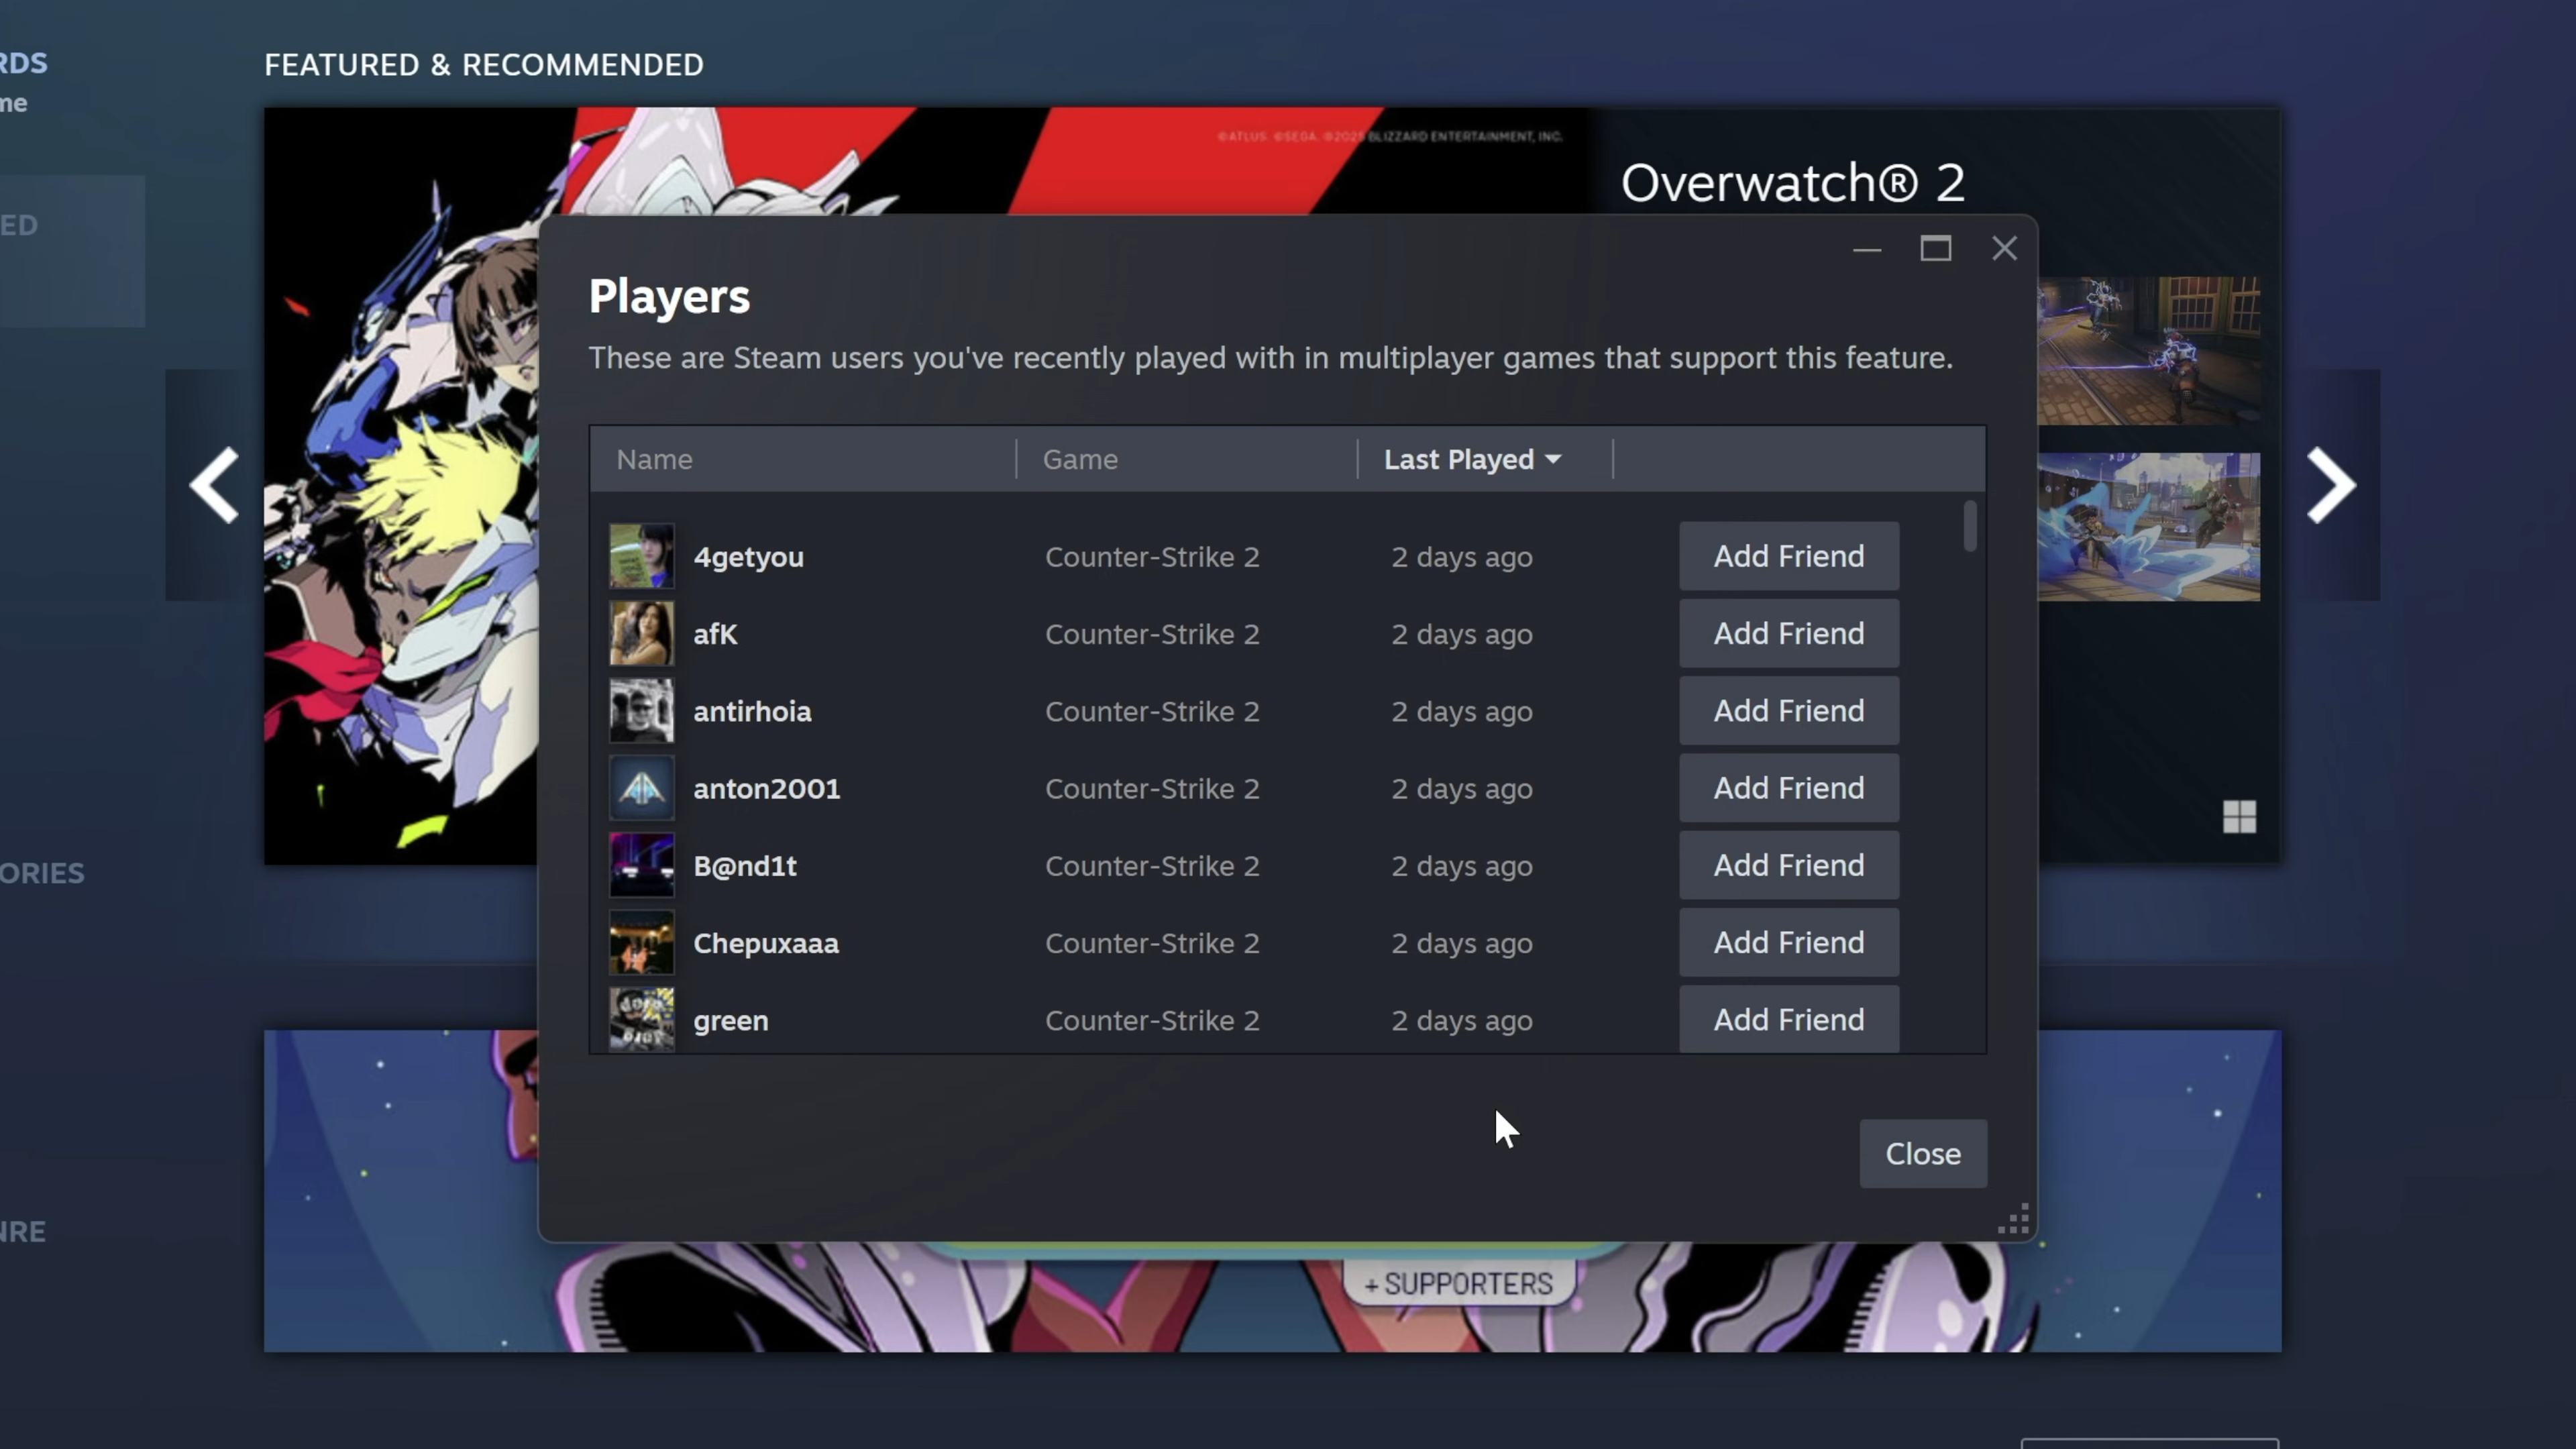 RDS
me
ED
ORIES
NRE
FEATURED & RECOMMENDED
©ATLUS. ©SEGA. ©2025 BLIZZARD ENTERTAINMENT, INC.
Overwatch® 2
Players
These are Steam users you've recently played with in multiplayer games that support this feature.
Name Game Last Played
4getyou Counter-Strike 2 2 days ago Add Friend
afK Counter-Strike 2 2 days ago Add Friend
antirhoia Counter-Strike 2 2 days ago Add Friend
anton2001 Counter-Strike 2 2 days ago Add Friend
B@nd1t Counter-Strike 2 2 days ago Add Friend
Chepuxaaa Counter-Strike 2 2 days ago Add Friend
green Counter-Strike 2 2 days ago Add Friend
Close
+ SUPPORTERS